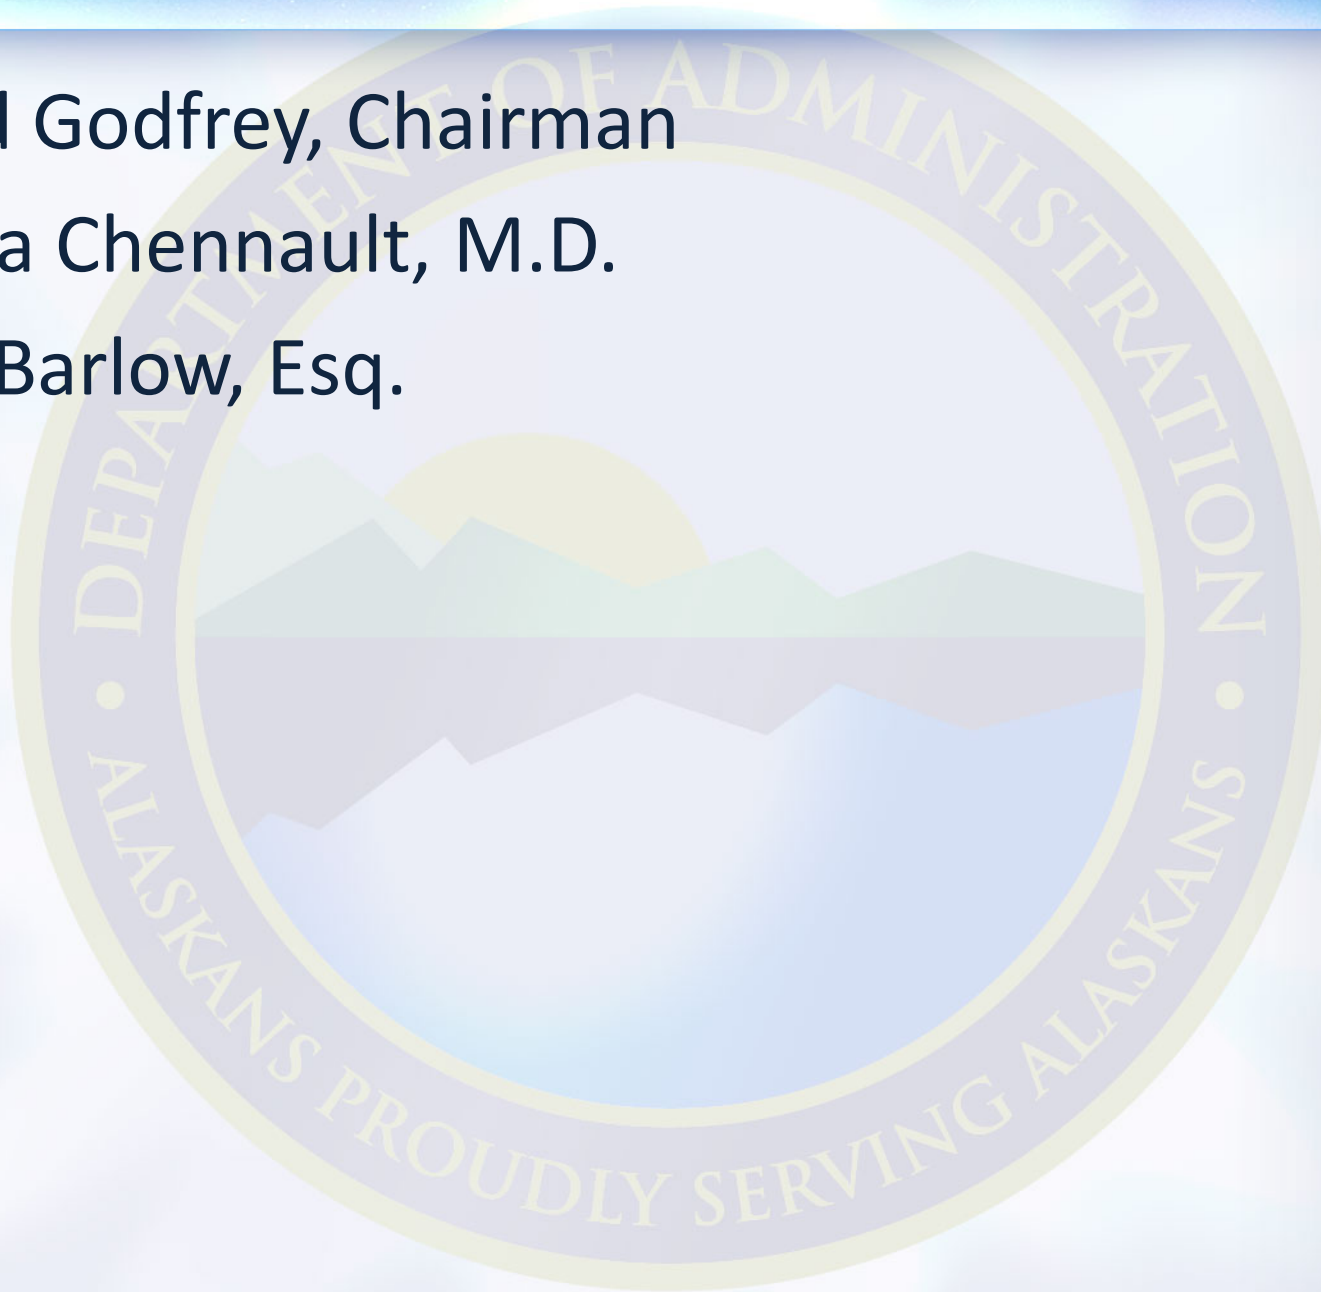 Godfrey, Chairman
Chennault, M.D.
Barlow, Esq.
DEPARTMENT OF ADMINISTRATION
ALASKANS PROUDLY SERVING ALASKANS